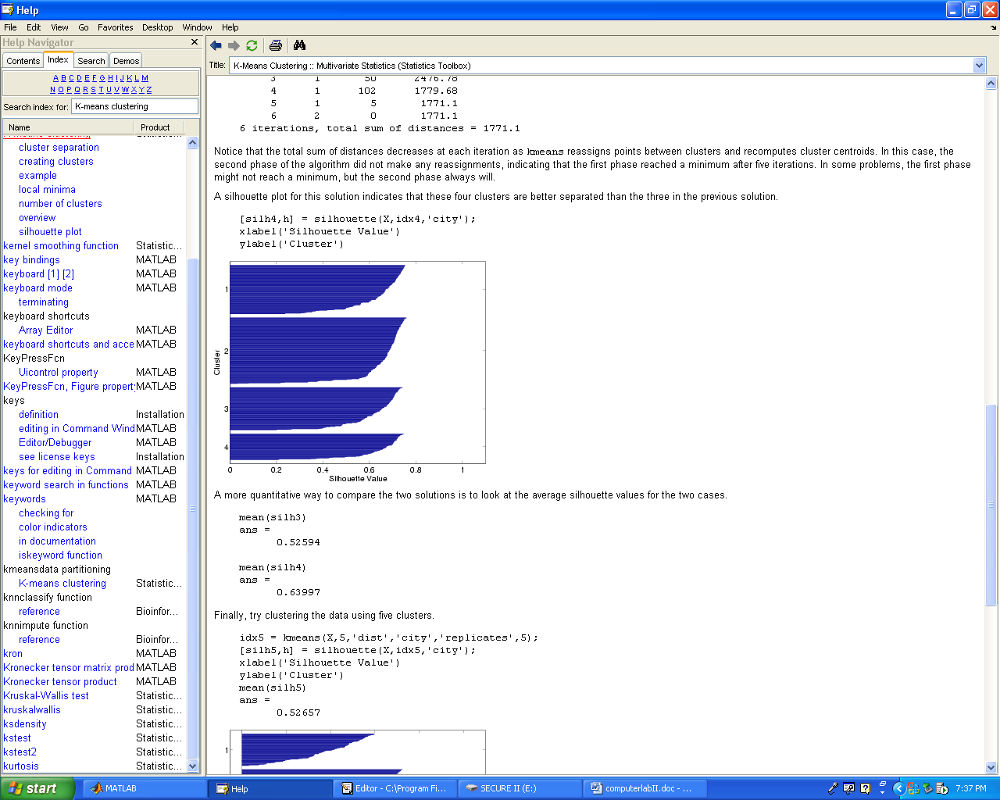 Help
File Edit View Go Favorites Desktop Window Help
Help Navigator
Contents Index Search Demos
A B C D E F G H I J K L M
N O P Q R S T U V W X Y Z
Search index for: K-means clustering
Name Product
cluster separation
creating clusters
example
local minima
number of clusters
overview
silhouette plot
kernel smoothing function Statistic...
key bindings MATLAB
keyboard [1] [2] MATLAB
keyboard mode MATLAB
terminating
keyboard shortcuts
Array Editor MATLAB
keyboard shortcuts and acce MATLAB
KeyPressFcn
Uicontrol property MATLAB
KeyPressFcn, Figure propert MATLAB
keys
definition Installation
editing in Command Wind MATLAB
Editor/Debugger MATLAB
see license keys Installation
keys for editing in Command MATLAB
keyword search in functions MATLAB
keywords MATLAB
checking for
color indicators
in documentation
iskeyword function
kmeansdata partitioning
K-means clustering Statistic...
knnclassify function
reference Bioinfor...
knnimpute function
reference Bioinfor...
kron MATLAB
Kronecker tensor matrix prod MATLAB
Kronecker tensor product MATLAB
Kruskal-Wallis test Statistic...
kruskalwallis Statistic...
ksdensity Statistic...
kstest Statistic...
kstest2 Statistic...
kurtosis Statistic...
Title: K-Means Clustering :: Multivariate Statistics (Statistics Toolbox)
3 1 50 2476.78
4 1 102 1779.68
5 1 5 1771.1
6 2 0 1771.1
6 iterations, total sum of distances = 1771.1
Notice that the total sum of distances decreases at each iteration as kmeans reassigns points between clusters and recomputes cluster centroids. In this case, the
second phase of the algorithm did not make any reassignments, indicating that the first phase reached a minimum after five iterations. In some problems, the first phase
might not reach a minimum, but the second phase always will.
A silhouette plot for this solution indicates that these four clusters are better separated than the three in the previous solution.
[silh4,h] = silhouette(X,idx4,'city');
xlabel('Silhouette Value')
ylabel('Cluster')
1
2
3
4
Cluster
0 0.2 0.4 0.6 0.8 1
Silhouette Value
A more quantitative way to compare the two solutions is to look at the average silhouette values for the two cases.
mean(silh3)
ans =
0.52594
mean(silh4)
ans =
0.63997
Finally, try clustering the data using five clusters.
idx5 = kmeans(X,5,'dist','city','replicates',5);
[silh5,h] = silhouette(X,idx5,'city');
xlabel('Silhouette Value')
ylabel('Cluster')
mean(silh5)
ans =
0.52657
1
start MATLAB Help Editor - C:\Program Fi... SECURE II (E:) computerlabII.doc - ... 7:37 PM